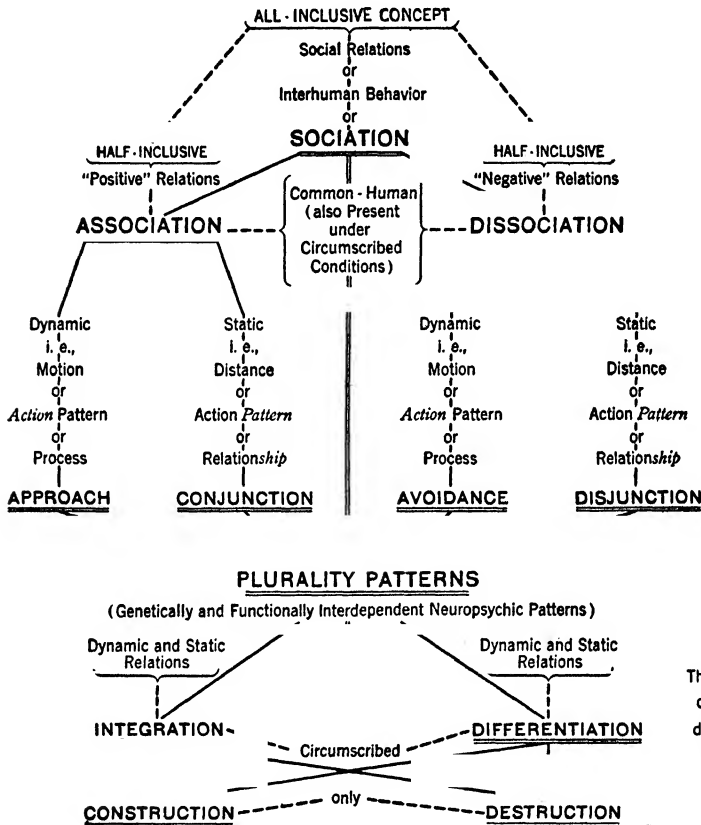 ALL-INCLUSIVE CONCEPT
Social Relations
or
Interhuman Behavior
or
SOCIATION
HALF-INCLUSIVE
"Positive" Relations
ASSOCIATION
Common-Human
(also Present
under
Circumscribed
Conditions)
HALF-INCLUSIVE
"Negative" Relations
DISSOCIATION
Dynamic
i. e.,
Motion
or
Action Pattern
or
Process
APPROACH
Static
i. e.,
Distance
or
Action Pattern
or
Relationship
CONJUNCTION
Dynamic
i. e.,
Motion
or
Action Pattern
or
Process
AVOIDANCE
Static
i. e.,
Distance
or
Action Pattern
or
Relationship
DISJUNCTION
PLURALITY PATTERNS
(Genetically and Functionally Interdependent Neuropsychic Patterns)
Dynamic and Static
Relations
INTEGRATION
Dynamic and Static
Relations
DIFFERENTIATION
Circumscribed
only
CONSTRUCTION
DESTRUCTION